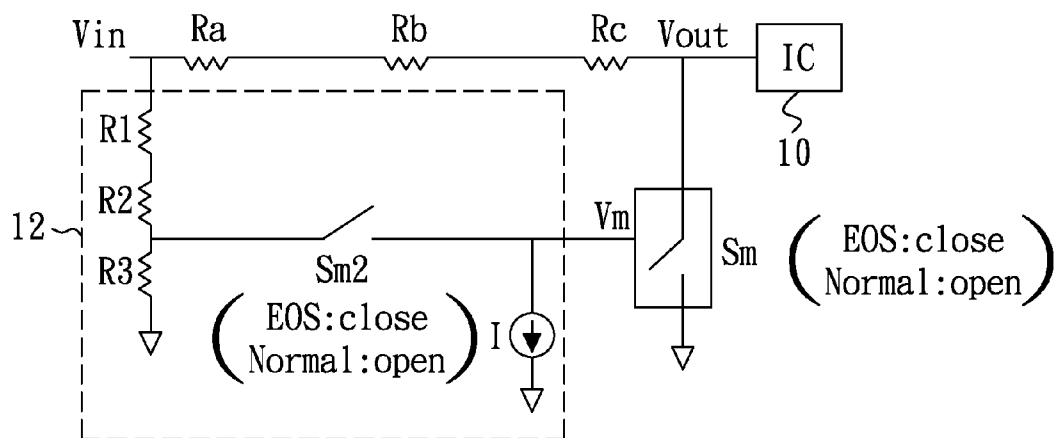 Vin Ra Rb Rc Vout IC
10
R1
R2
12
R3
Sm2
Vm
Sm
EOS:close
Normal:open
EOS:close
Normal:open
I